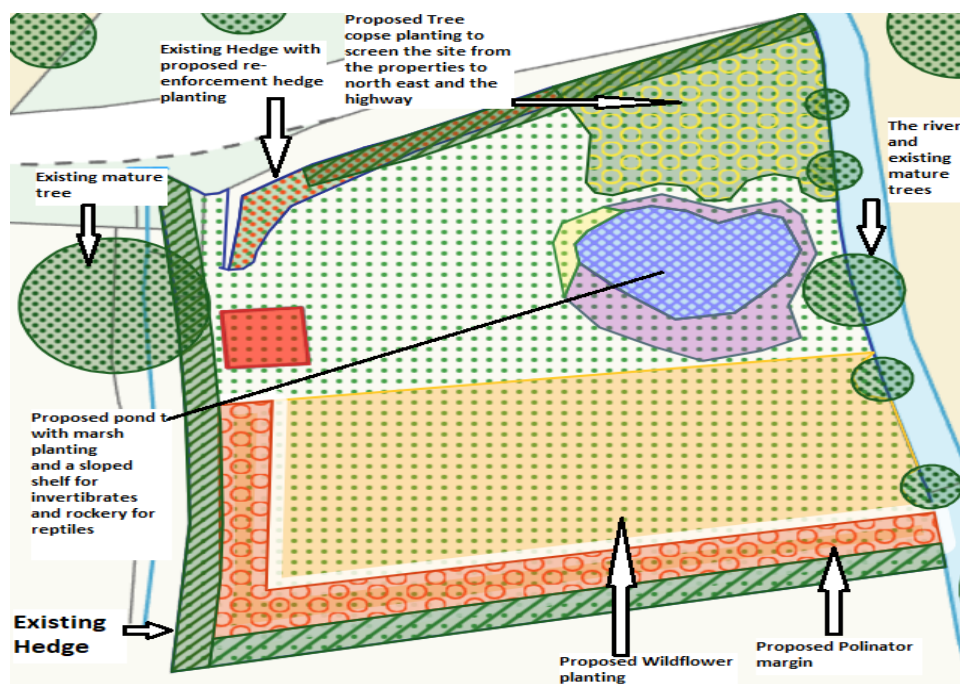 Proposed Tree
copse planting to
screen the site from
the properties to
north east and the
highway
Existing Hedge with
proposed re-
enforcement hedge
planting
The river
and
existing
mature
trees
Existing mature
tree
Proposed pond t
with marsh
planting
and a sloped
shelf for
invertibrates
and rockery for
reptiles
Existing
Hedge
Proposed Wildflower
planting
Proposed Polinator
margin